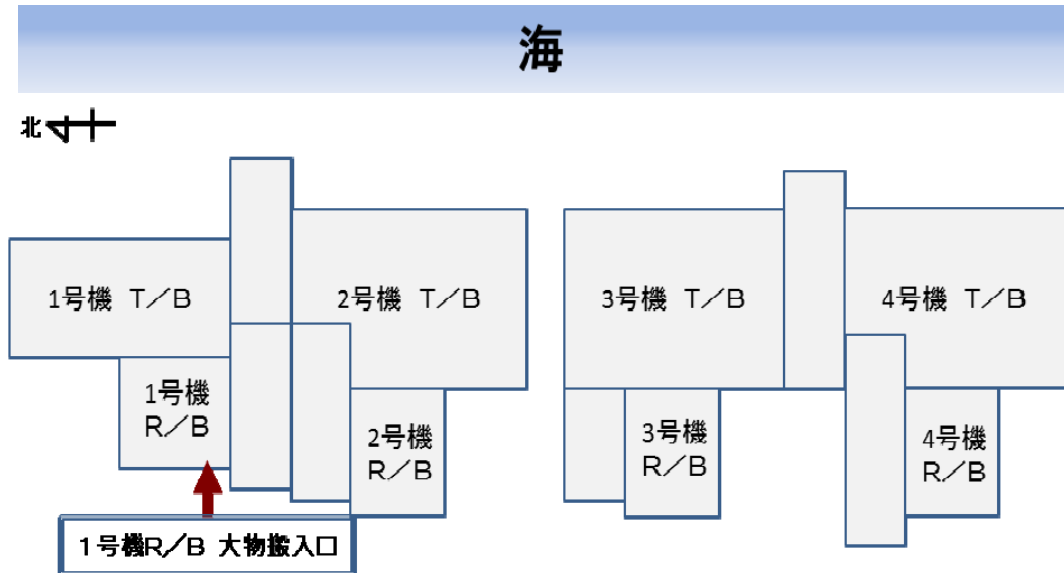 海
北
1号機 T／B
2号機 T／B
3号機 T／B
4号機 T／B
1号機
R／B
2号機
R／B
3号機
R／B
4号機
R／B
1号機R／B 大物搬入口